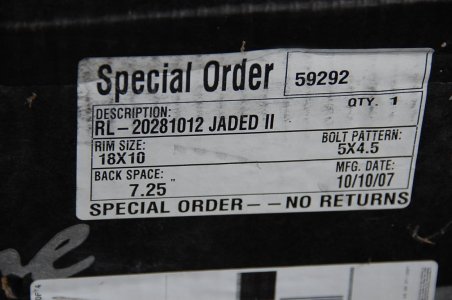 Special Order 59292
DESCRIPTION: QTY. 1
RL-20281012 JADED II
RIM SIZE: BOLT PATTERN:
18X10 5X4.5
BACK SPACE: MFG. DATE:
7.25 10/10/07
SPECIAL ORDER-- NO RETURNS